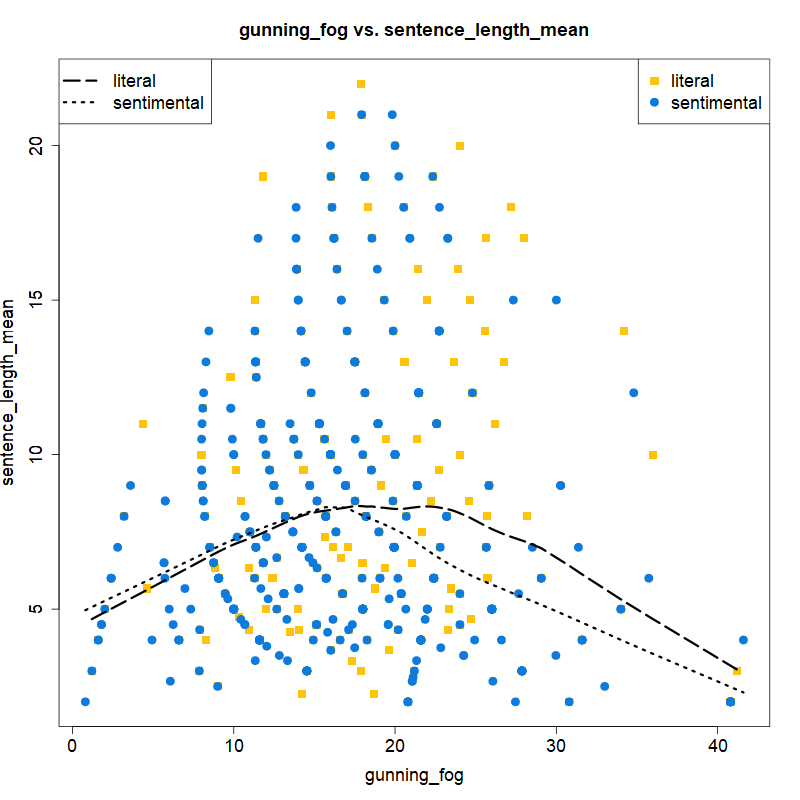 gunning_fog vs. sentence_length_mean
literal
sentimental
literal
sentimental
sentence_length_mean
20
15
10
5
0
10
20
30
40
gunning_fog